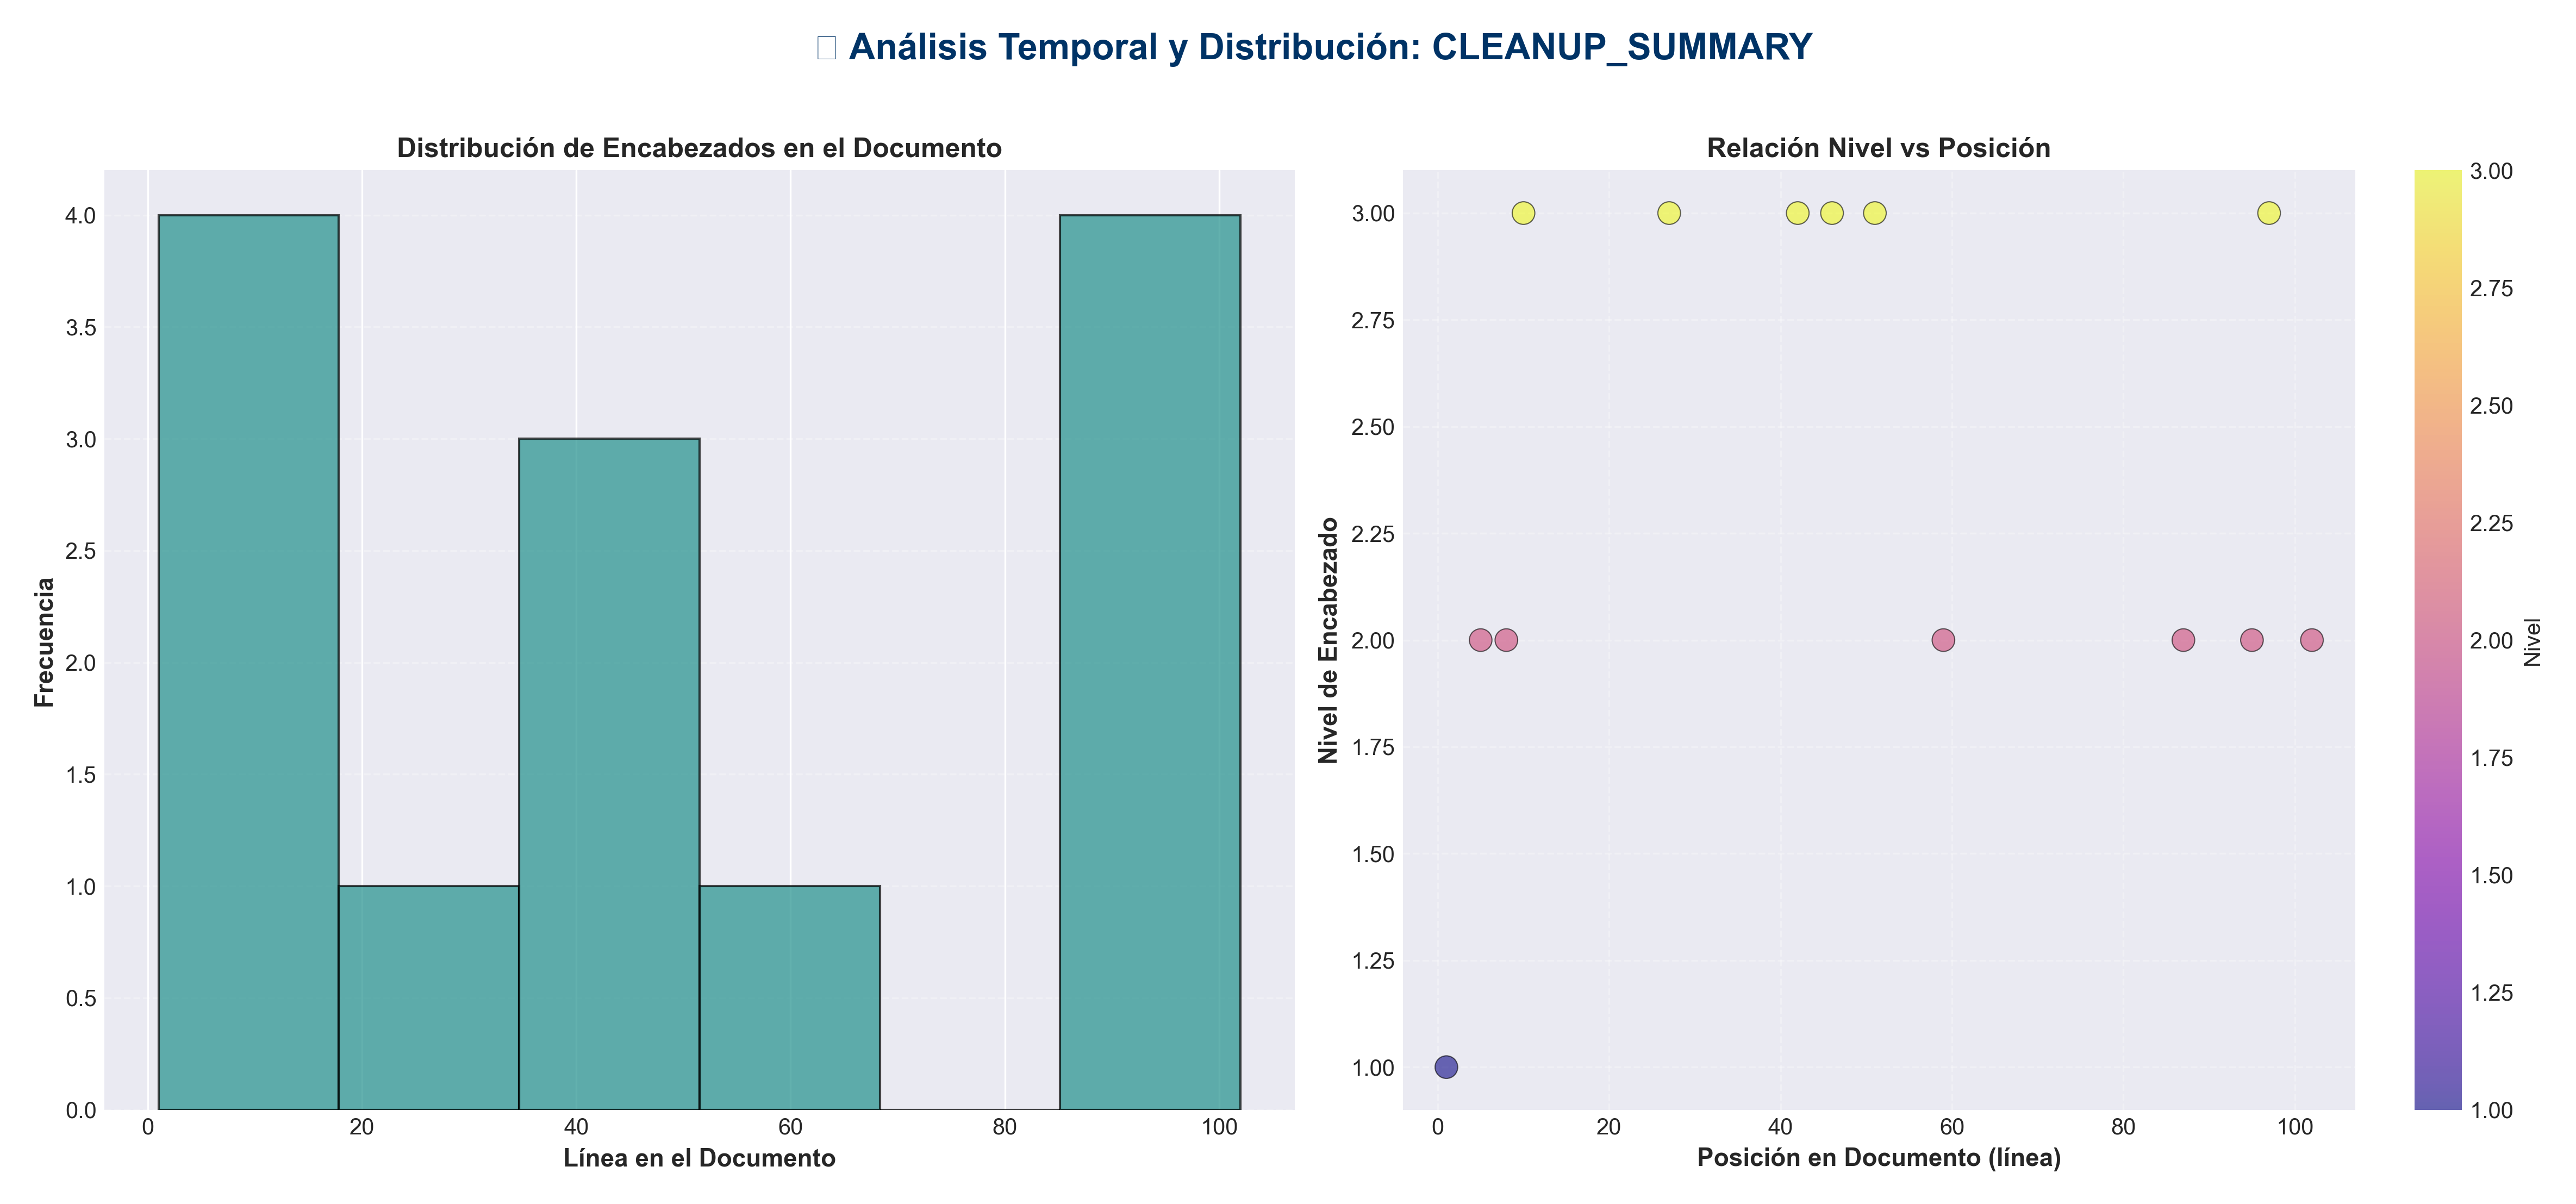 Análisis Temporal y Distribución: CLEANUP_SUMMARY
Distribución de Encabezados en el Documento
Frecuencia
4.0
3.5
3.0
2.5
2.0
1.5
1.0
0.5
0.0
0 20 40 60 80 100
Línea en el Documento
Relación Nivel vs Posición
Nivel de Encabezado
3.00
2.75
2.50
2.25
2.00
1.75
1.50
1.25
1.00
0 20 40 60 80 100
Posición en Documento (línea)
3.00
2.75
2.50
2.25
2.00
1.75
1.50
1.25
1.00
Nivel